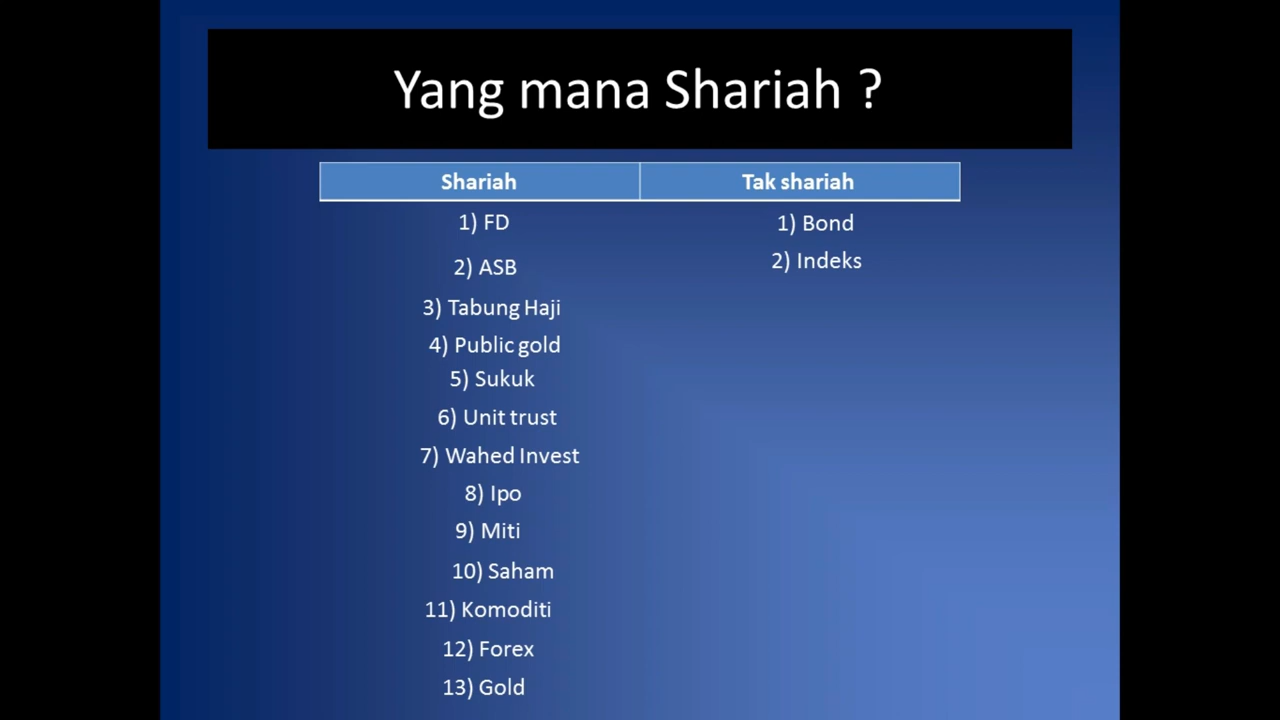 Yang mana Shariah ?
Shariah
Tak shariah
1) FD
1) Bond
2) ASB
2) Indeks
3) Tabung Haji
4) Public gold
5) Sukuk
6) Unit trust
7) Wahed Invest
8) Ipo
9) Miti
10) Saham
11) Komoditi
12) Forex
13) Gold